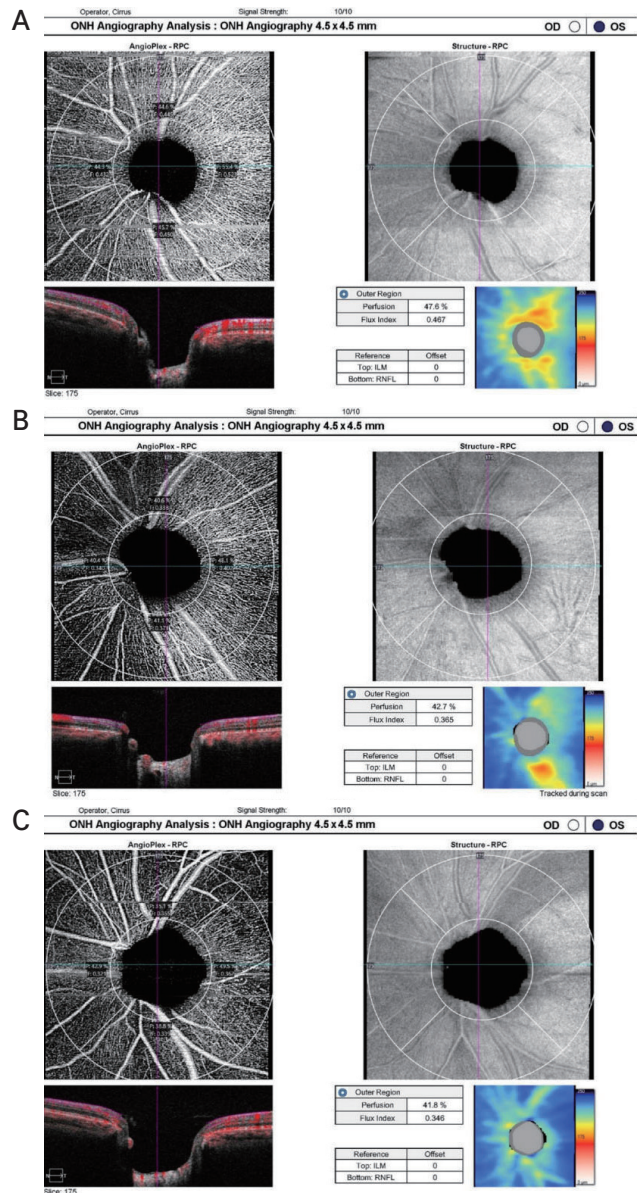 A
Operator, Cirrus Signal Strength: 10/10
ONH Angiography Analysis : ONH Angiography 4.5 x 4.5 mm OD OS
AngioPlex - RPC Structure - RPC
Outer Region
Perfusion 47.6 %
Flux Index 0.467
Reference Offset
Top: ILM 0
Bottom: RNFL 0
N T
Slice: 175
B
Operator, Cirrus Signal Strength: 10/10
ONH Angiography Analysis : ONH Angiography 4.5 x 4.5 mm OD OS
AngioPlex - RPC Structure - RPC
Outer Region
Perfusion 42.7 %
Flux Index 0.365
Reference Offset
Top: ILM 0
Bottom: RNFL 0
N T
Slice: 175 Tracked during scan
C
Operator, Cirrus Signal Strength: 10/10
ONH Angiography Analysis : ONH Angiography 4.5 x 4.5 mm OD OS
AngioPlex - RPC Structure - RPC
Outer Region
Perfusion 41.8 %
Flux Index 0.346
Reference Offset
Top: ILM 0
Bottom: RNFL 0
N T
Slice: 175